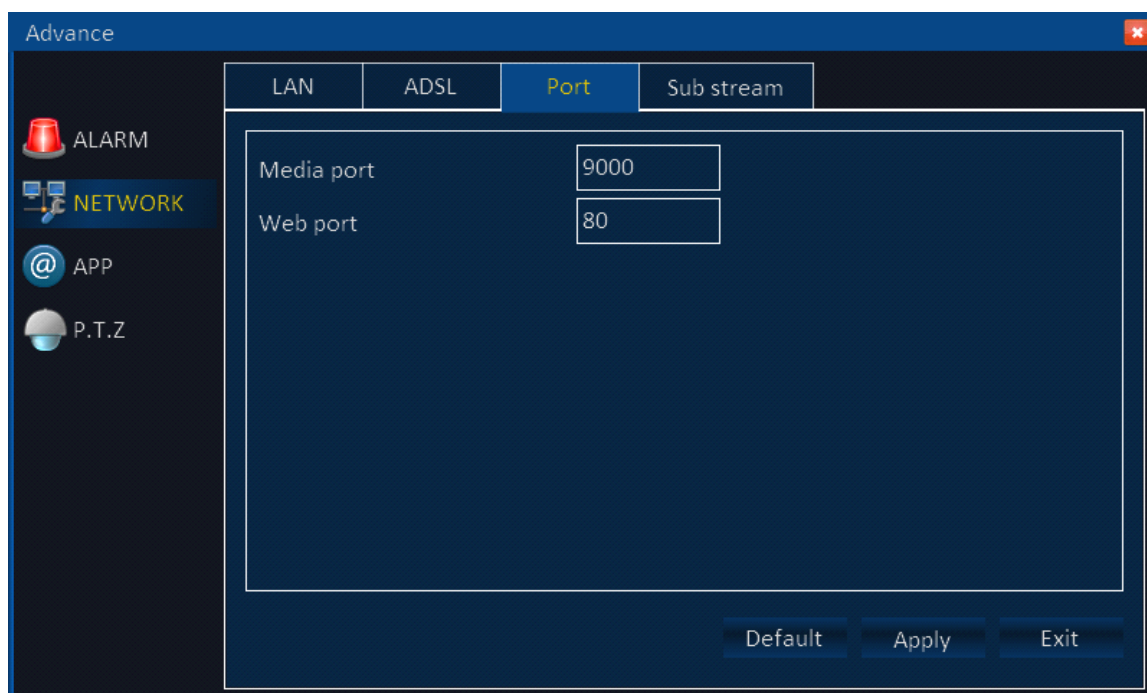 Advance
LAN ADSL Port Sub stream
ALARM
NETWORK
APP
P.T.Z
Media port 9000
Web port 80
Default Apply Exit